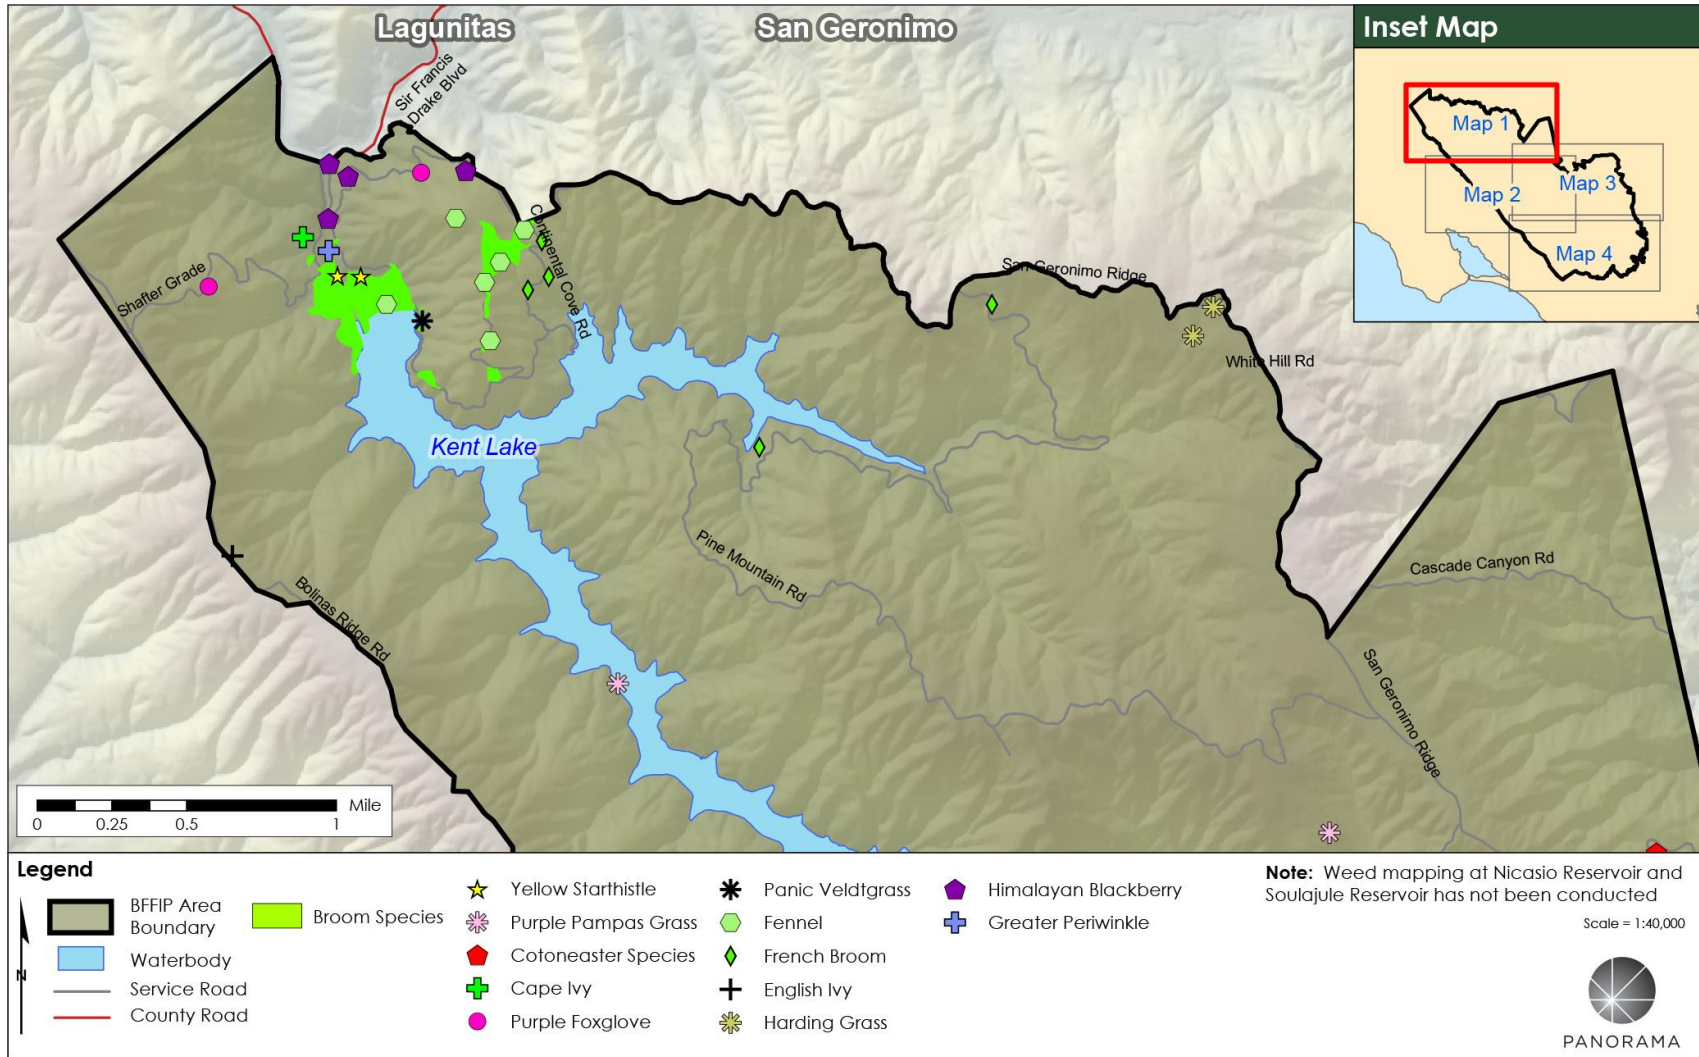 Lagunitas
San Geronimo
Inset Map
Map 1
Map 2
Map 3
Map 4
Sir Francis
Drake Blvd
Continental Cove Rd
Shafter Grade
San Geronimo Ridge
White Hill Rd
Kent Lake
Pine Mountain Rd
Cascade Canyon Rd
Bolinas Ridge Rd
San Geronimo Ridge
Mile
0
0.25
0.5
1
Legend
N
BFFIP Area
Boundary
Waterbody
Service Road
County Road
Broom Species
Yellow Starthistle
Purple Pampas Grass
Cotoneaster Species
Cape Ivy
Purple Foxglove
Panic Veldtgrass
Fennel
French Broom
English Ivy
Harding Grass
Himalayan Blackberry
Greater Periwinkle
Note: Weed mapping at Nicasio Reservoir and
Soulajule Reservoir has not been conducted
Scale = 1:40,000
PANORAMA